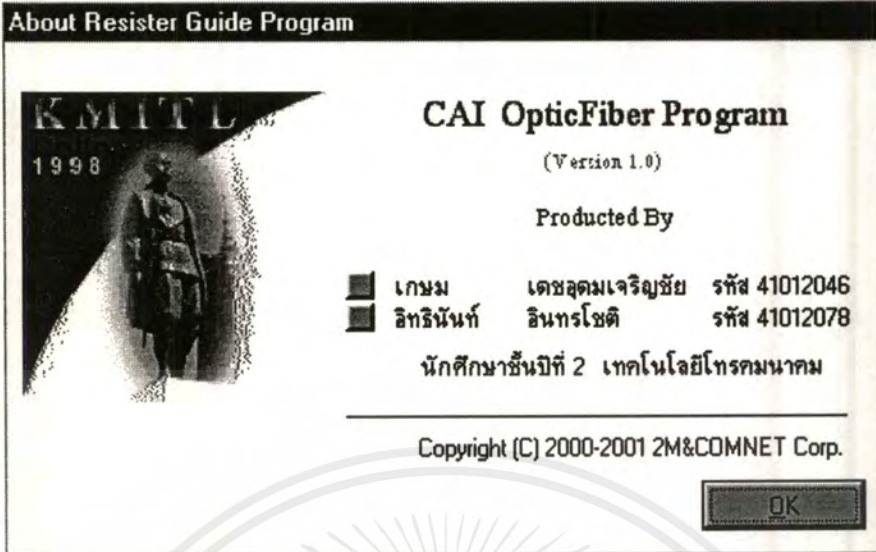 About Resister Guide Program
KMITL
1998
CAI OpticFiber Program
(Version 1.0)
Producted By
เกษม เดชอุดมเจริญชัย รหัส 41012046
อิทธินันท์ อินทรโชติ รหัส 41012078
นักศึกษาชั้นปีที่ 2 เทคโนโลยีโทรคมนาคม
Copyright (C) 2000-2001 2M&COMNET Corp.
OK